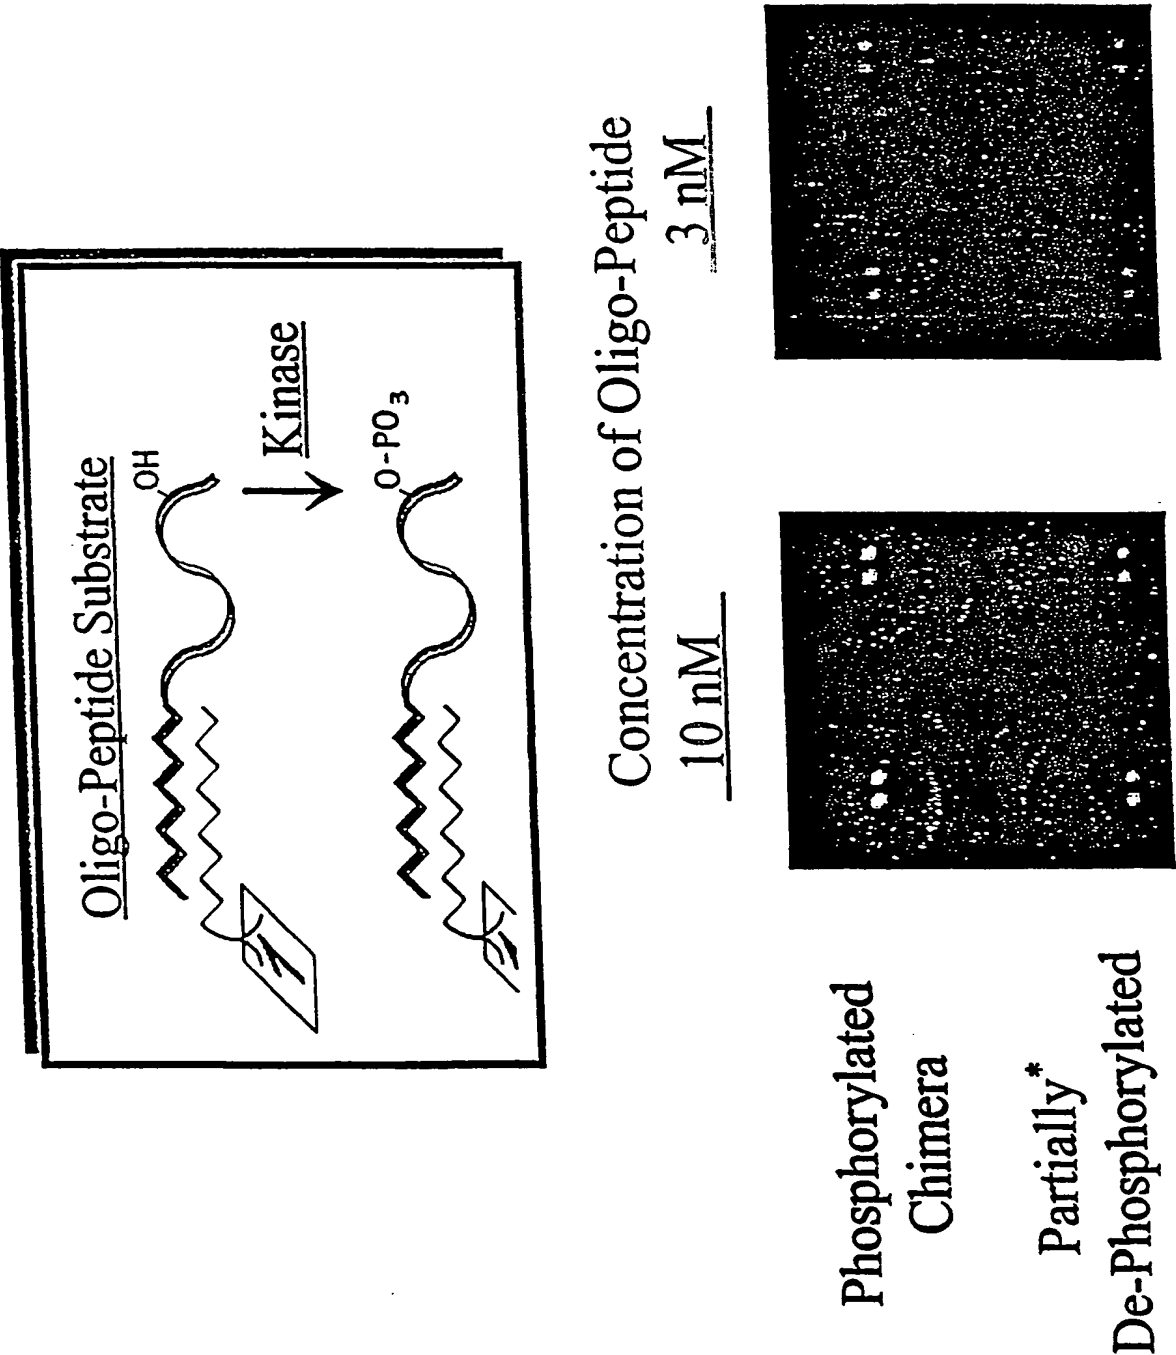 Oligo-Peptide Substrate
OH
Kinase
O-PO3
Concentration of Oligo-Peptide
10 nM
3 nM
Phosphorylated
Chimera
Partially*
De-Phosphorylated